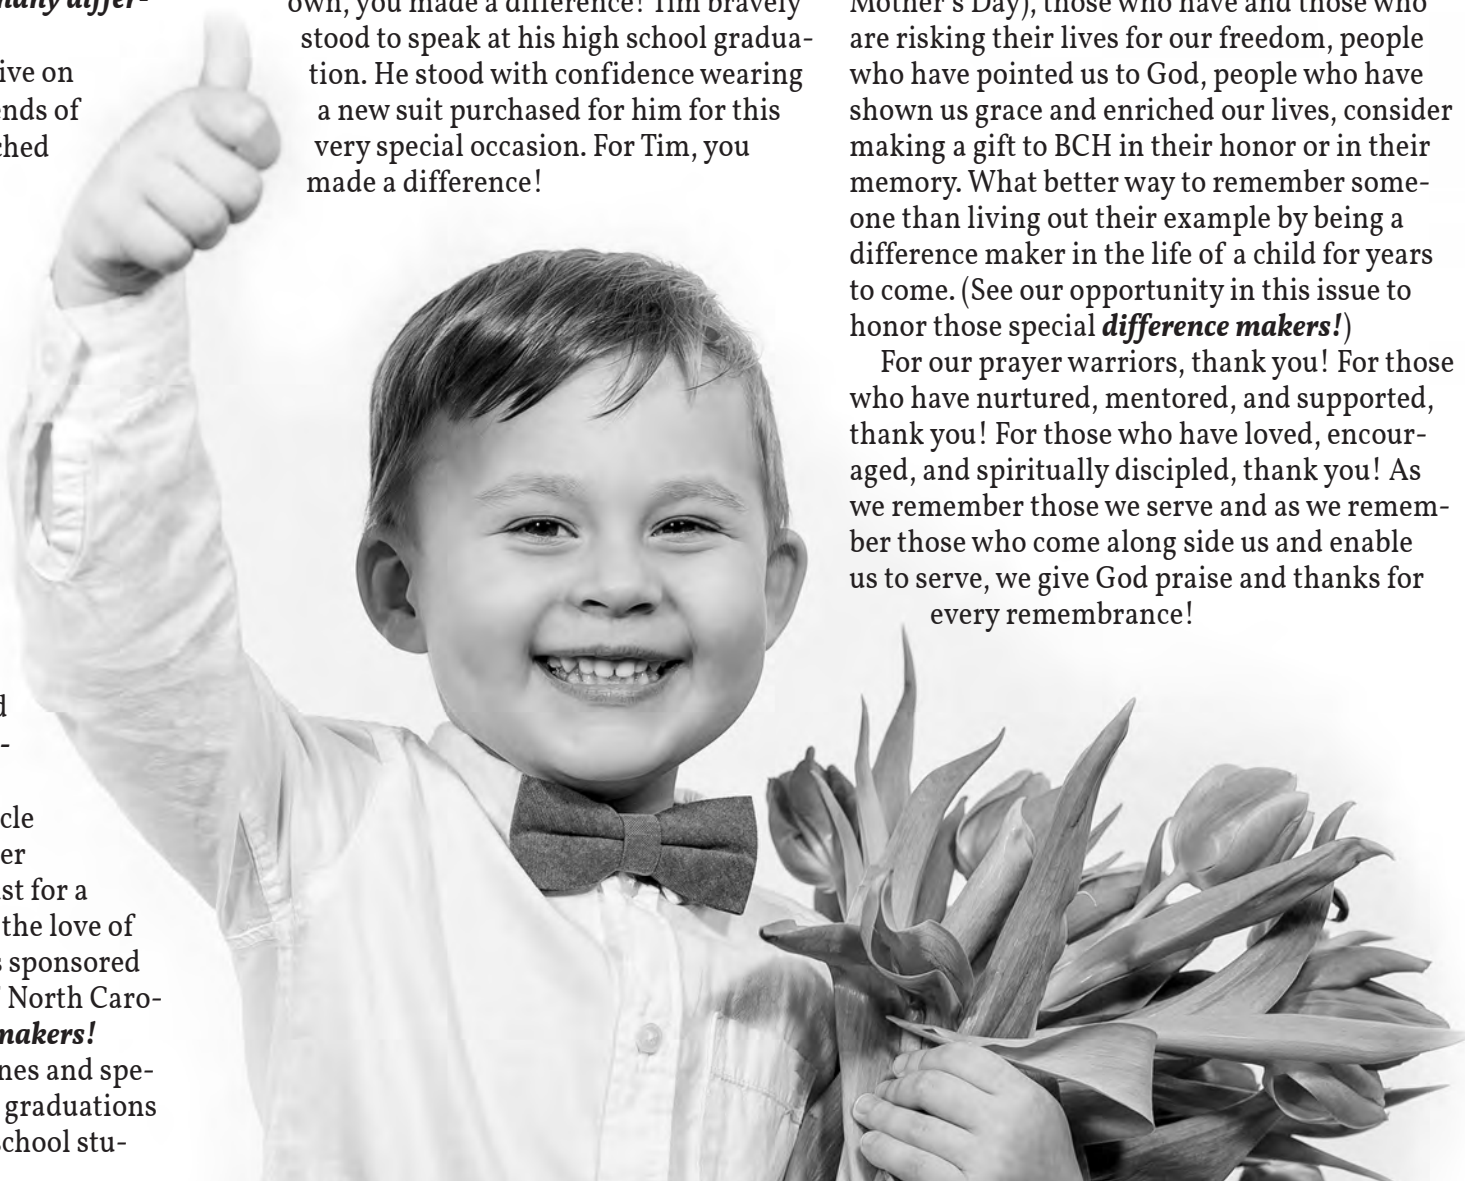 ive on
nds of
ched
d
-
cle
er
st for a
the love of
s sponsored
North Caro-
makers!
nes and spe-
graduations
school stu-
own, you made a difference! Tim bravely
stood to speak at his high school gradua-
tion. He stood with confidence wearing
a new suit purchased for him for this
very special occasion. For Tim, you
made a difference!
Mother's Day), those who have and those who
are risking their lives for our freedom, people
who have pointed us to God, people who have
shown us grace and enriched our lives, consider
making a gift to BCH in their honor or in their
memory. What better way to remember some-
one than living out their example by being a
difference maker in the life of a child for years
to come. (See our opportunity in this issue to
honor those special difference makers!)
For our prayer warriors, thank you! For those
who have nurtured, mentored, and supported,
thank you! For those who have loved, encour-
aged, and spiritually discipled, thank you! As
we remember those we serve and as we remem-
ber those who come along side us and enable
us to serve, we give God praise and thanks for
every remembrance!